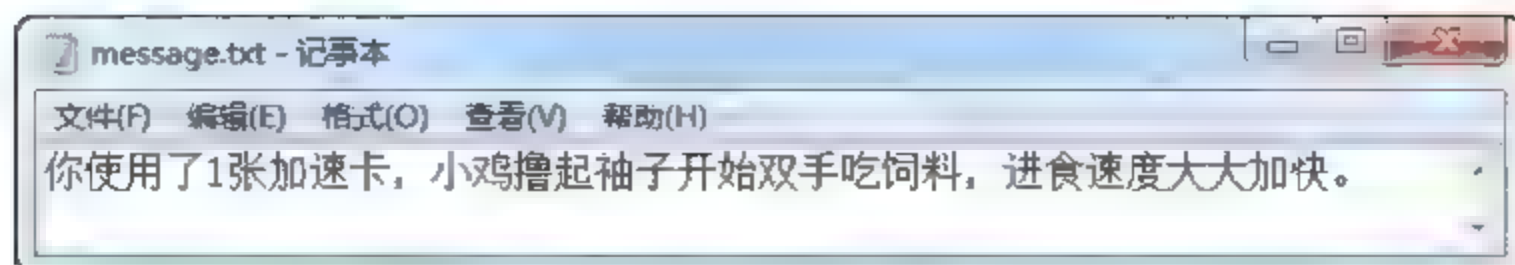 message.txt - 记事本
文件(F) 编辑(E) 格式(O) 查看(V) 帮助(H)
你使用了1张加速卡，小鸡撸起袖子开始双手吃饲料，进食速度大大加快。